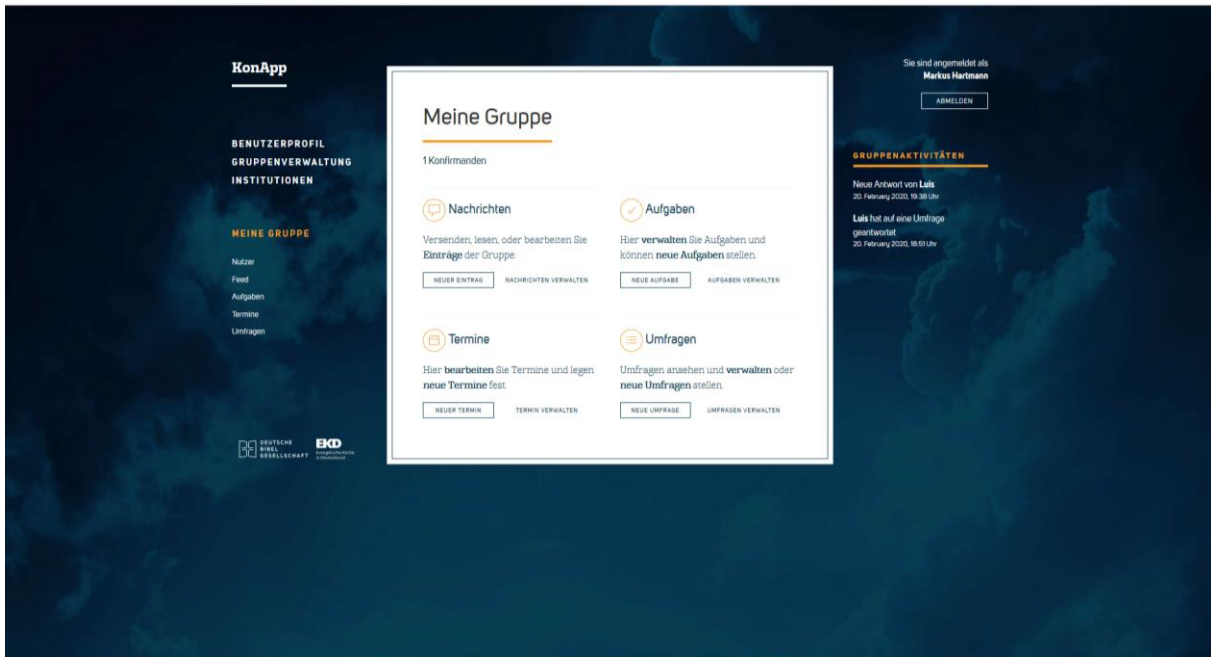 KonApp
BENUTZERPROFIL
GRUPPENVERWALTUNG
INSTITUTIONEN
MEINE GRUPPE
Nutzer
Feed
Aufgaben
Termine
Umfragen
DEUTSCHE
BIBEL
GESELLSCHAFT
EKD
Evangelische Kirche
in Deutschland
Meine Gruppe
1 Konfirmanden
Nachrichten
Versenden, lesen, oder bearbeiten Sie
Einträge der Gruppe.
NEUER EINTRAG NACHRICHTEN VERWALTEN
Aufgaben
Hier verwalten Sie Aufgaben und
können neue Aufgaben stellen.
NEUE AUFGABE AUFGABEN VERWALTEN
Termine
Hier bearbeiten Sie Termine und legen
neue Termine fest.
NEUER TERMIN TERMIN VERWALTEN
Umfragen
Umfragen ansehen und verwalten oder
neue Umfragen stellen.
NEUE UMFRAGE UMFRAGEN VERWALTEN
Sie sind angemeldet als
Markus Hartmann
ABMELDEN
GRUPPENAKTIVITÄTEN
Neue Antwort von Luis
20. February 2020, 19:38 Uhr
Luis hat auf eine Umfrage
geantwortet
20. February 2020, 18:51 Uhr